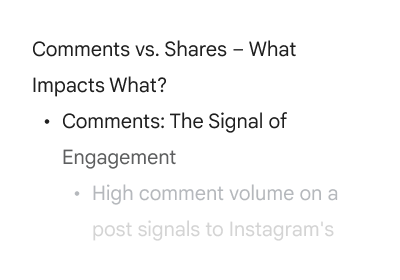 Comments vs. Shares – What
Impacts What?
• Comments: The Signal of
Engagement
• High comment volume on a
post signals to Instagram's